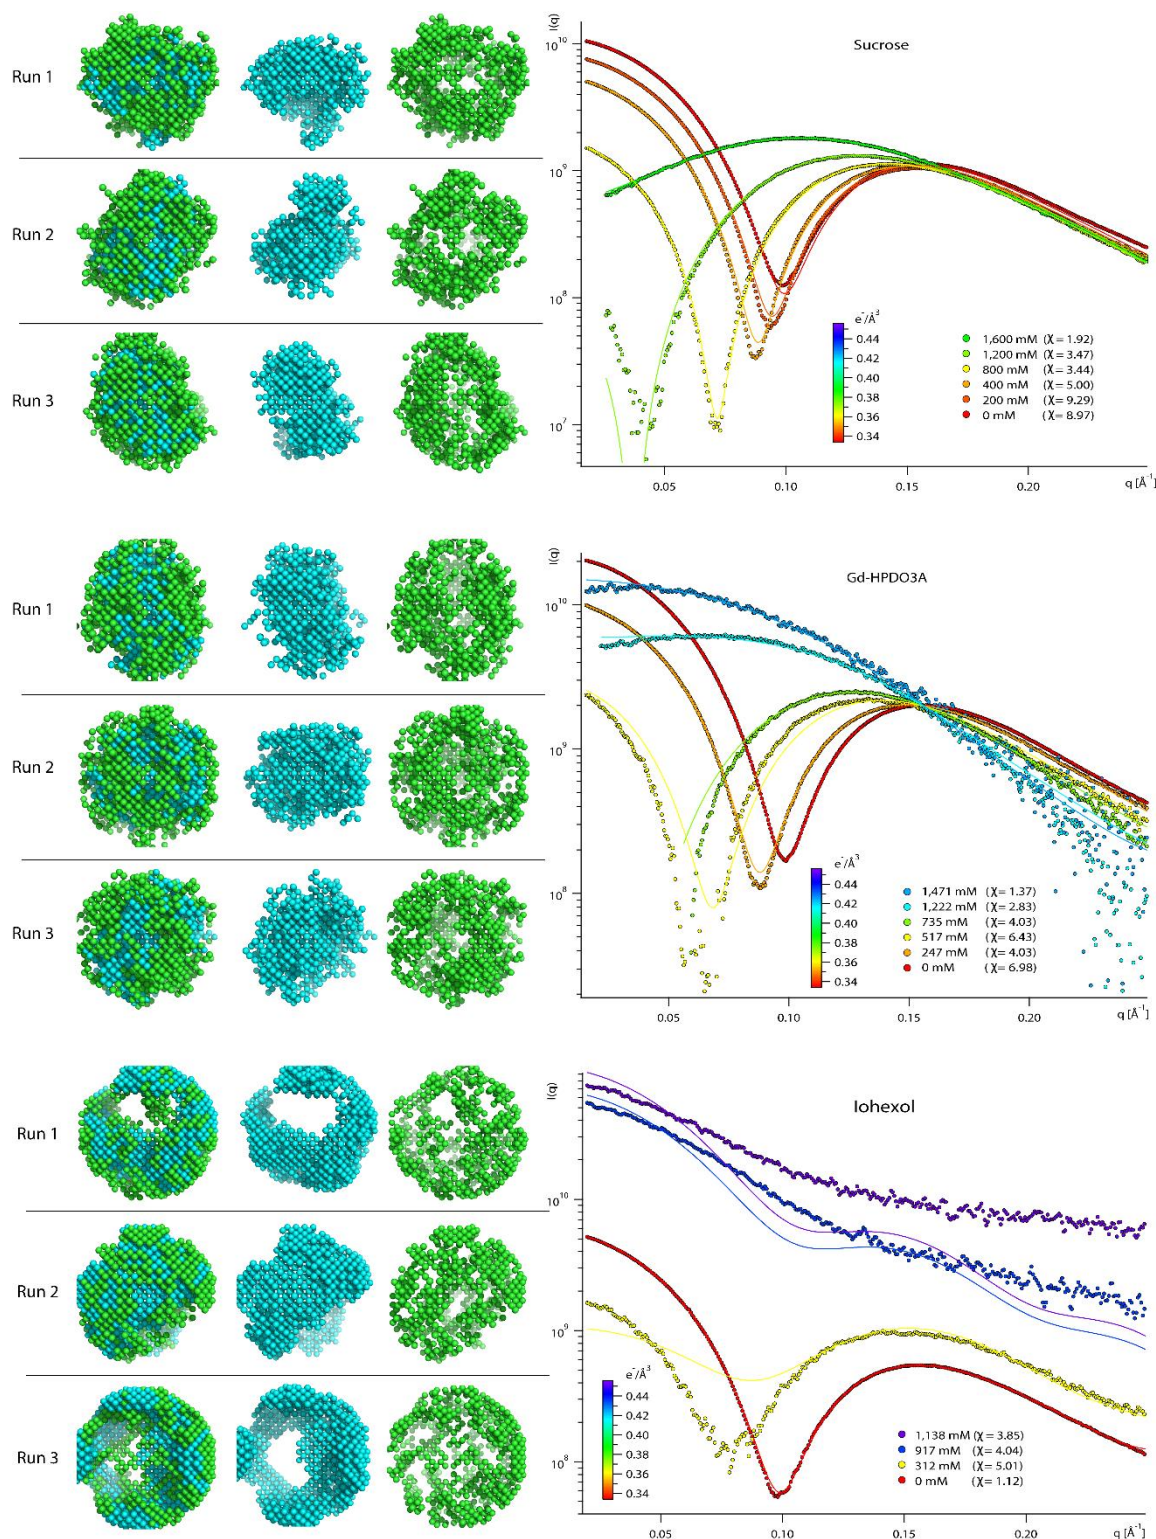 Run 1
Run 2
Run 3
I(q)
Sucrose
10^10
10^9
10^8
10^7
e⁻/Å³
0.44
0.42
0.40
0.38
0.36
0.34
1,600 mM (χ = 1.92)
1,200 mM (χ = 3.47)
800 mM (χ = 3.44)
400 mM (χ = 5.00)
200 mM (χ = 9.29)
0 mM (χ = 8.97)
0.05 0.10 0.15 0.20
q [Å⁻¹]
Run 1
Run 2
Run 3
I(q)
Gd-HPDO3A
10^10
10^9
10^8
e⁻/Å³
0.44
0.42
0.40
0.38
0.36
0.34
1,471 mM (χ = 1.37)
1,222 mM (χ = 2.83)
735 mM (χ = 4.03)
517 mM (χ = 6.43)
247 mM (χ = 4.03)
0 mM (χ = 6.98)
0.05 0.10 0.15 0.20
q [Å⁻¹]
Run 1
Run 2
Run 3
I(q)
Iohexol
10^10
10^9
10^8
e⁻/Å³
0.44
0.42
0.40
0.38
0.36
0.34
1,138 mM (χ = 3.85)
917 mM (χ = 4.04)
312 mM (χ = 5.01)
0 mM (χ = 1.12)
0.05 0.10 0.15 0.20
q [Å⁻¹]